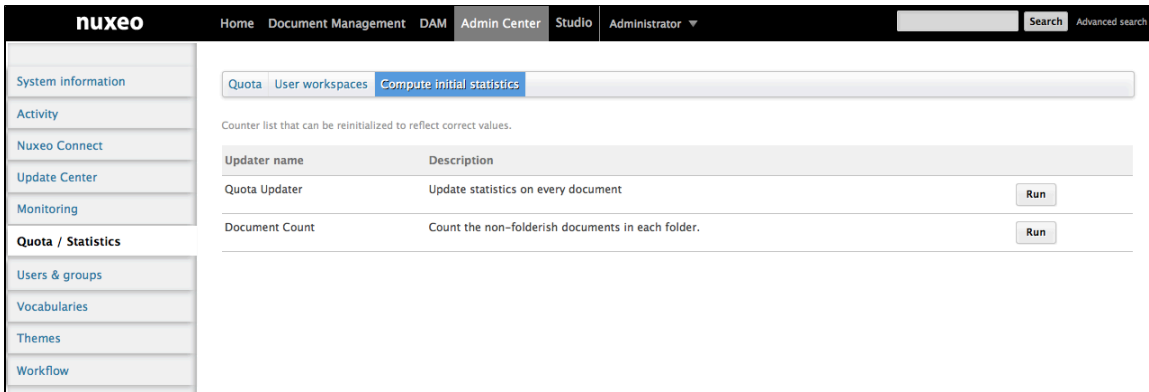 nuxeo
Home Document Management DAM Admin Center Studio Administrator Search Advanced search
System information
Activity
Nuxeo Connect
Update Center
Monitoring
Quota / Statistics
Users & groups
Vocabularies
Themes
Workflow
Quota User workspaces Compute initial statistics
Counter list that can be reinitialized to reflect correct values.
Updater name Description
Quota Updater Update statistics on every document Run
Document Count Count the non-folderish documents in each folder. Run